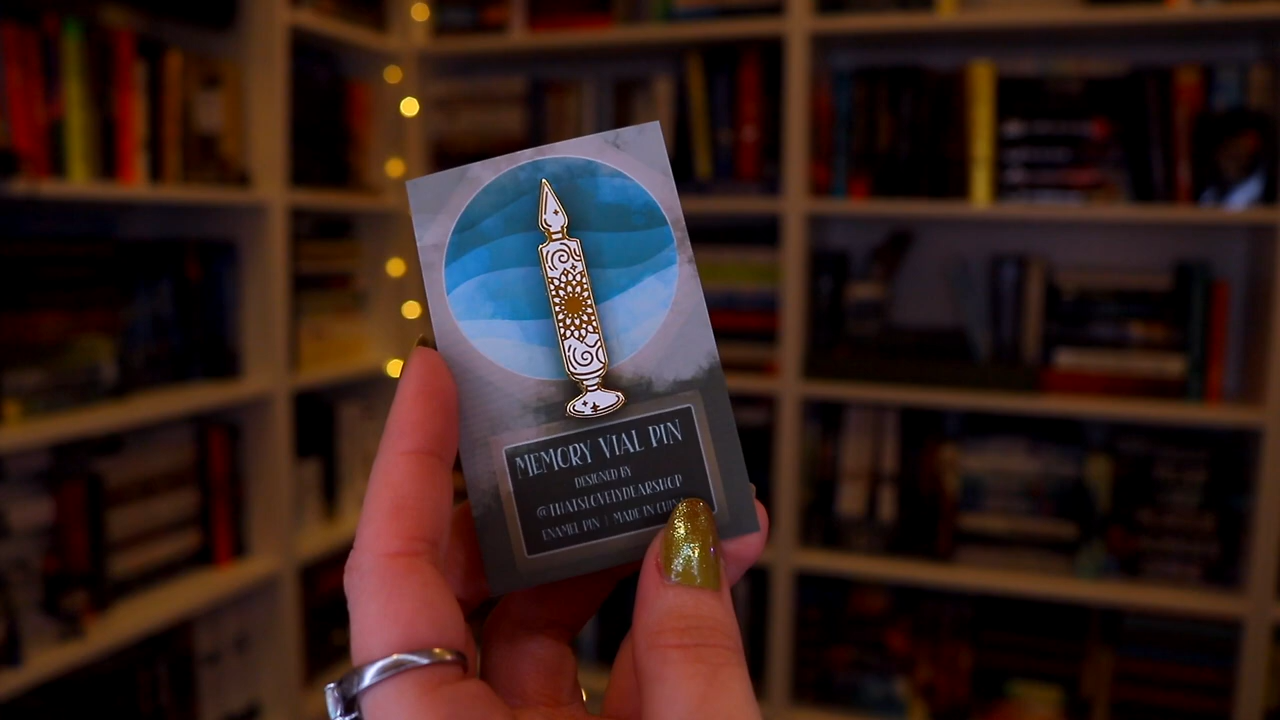 MEMORY VIAL PIN
DESIGNED BY
@THATSLOVELYDEARSHOP
ENAMEL PIN | MADE IN CHINA